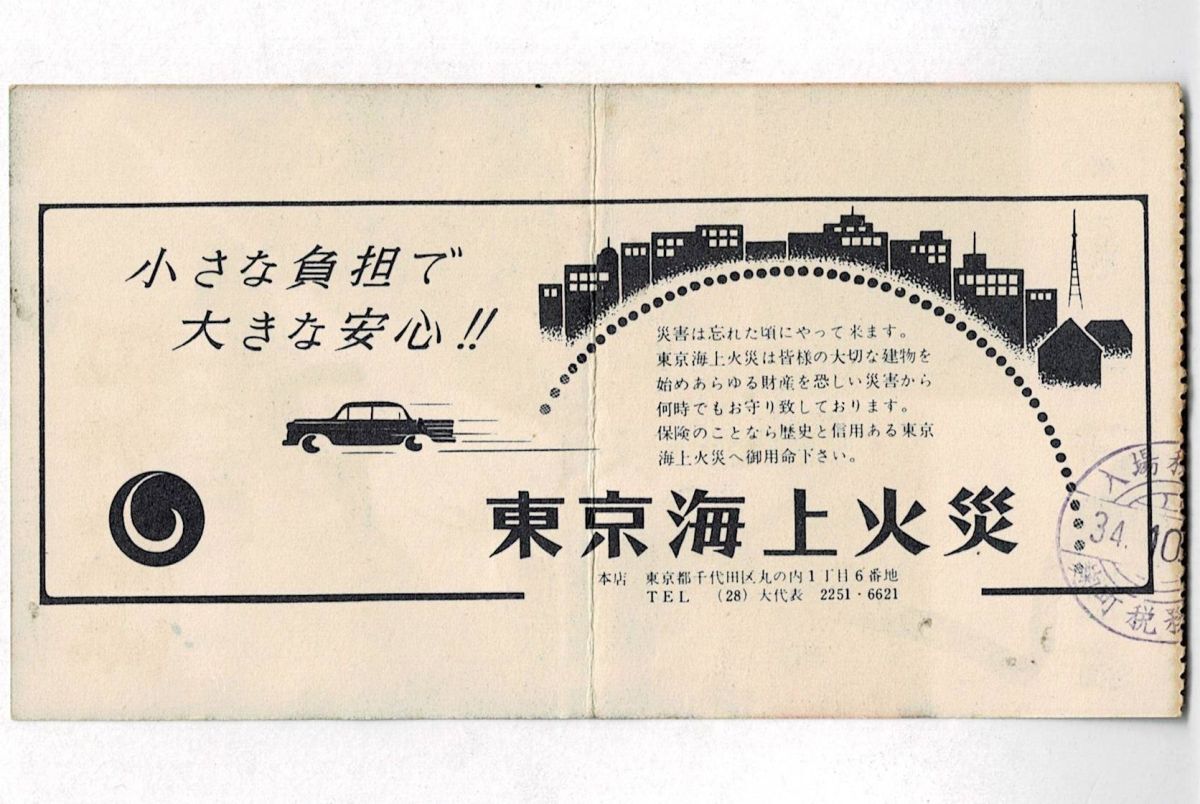 小さな負担で
大きな安心!!
災害は忘れた頃にやって来ます。
東京海上火災は皆様の大切な建物を
始めあらゆる財産を恐しい災害から
何時でもお守り致しております。
保険のことなら歴史と信用ある東京
海上火災へ御用命下さい。
東京海上火災
本店 東京都千代田区丸の内1丁目6番地
TEL (28) 大代表 2251・6621
入場税
34. 10
町税務